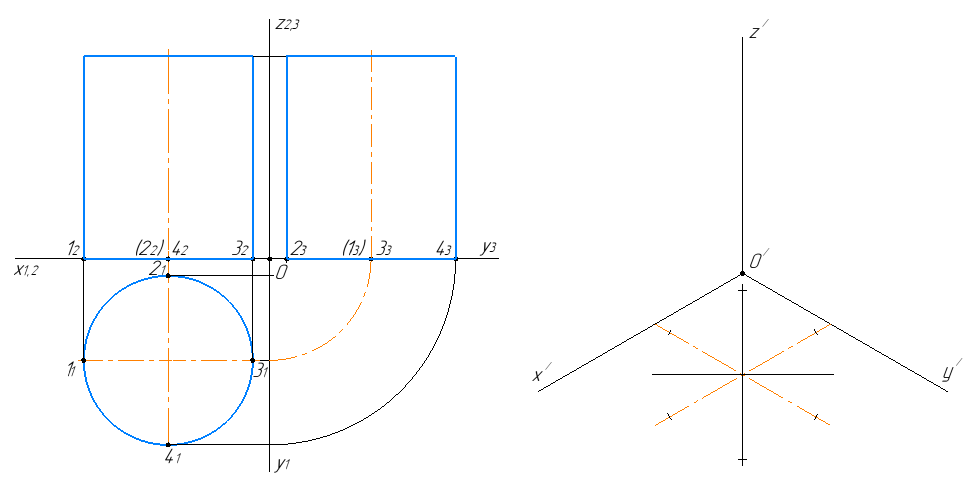 z2,3
z′
12 (22) 42 32 23 (13) 33 43 y3
x1,2 21 0 0′
11 31 x′ y′
41 y1